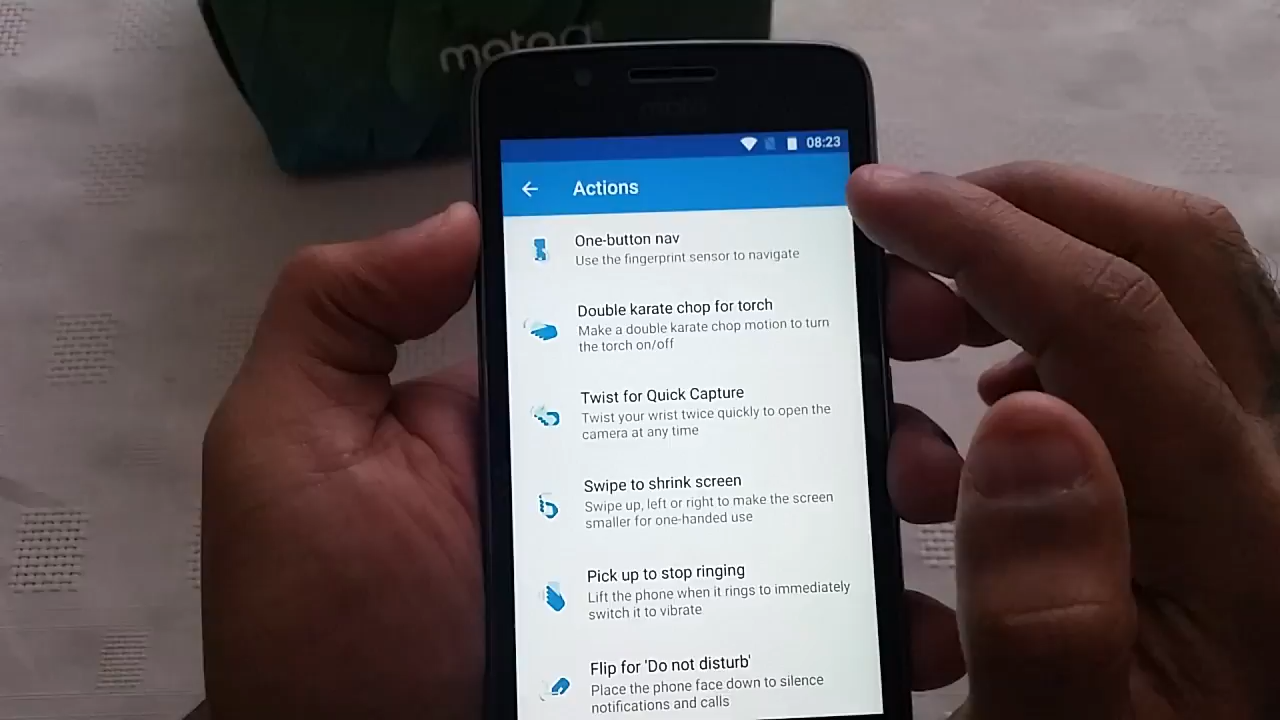 moto g
moto
08:23
Actions
One-button nav
Use the fingerprint sensor to navigate
Double karate chop for torch
Make a double karate chop motion to turn
the torch on/off
Twist for Quick Capture
Twist your wrist twice quickly to open the
camera at any time
Swipe to shrink screen
Swipe up, left or right to make the screen
smaller for one-handed use
Pick up to stop ringing
Lift the phone when it rings to immediately
switch it to vibrate
Flip for 'Do not disturb'
Place the phone face down to silence
notifications and calls